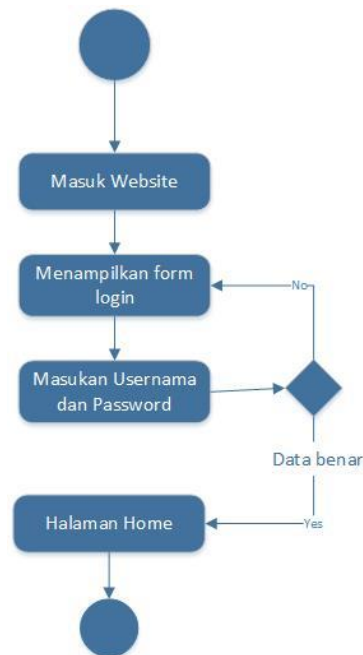 Masuk Website
Menampilkan form
login
No
Masukan Usernama
dan Password
Data benar
Halaman Home
Yes